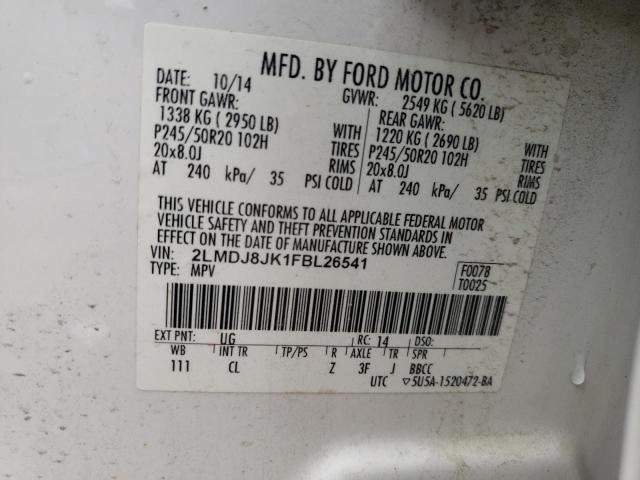 MFD. BY FORD MOTOR CO.
DATE: 10/14 GVWR: 2549 KG ( 5620 LB)
FRONT GAWR: REAR GAWR:
1338 KG ( 2950 LB) WITH 1220 KG ( 2690 LB) WITH
P245/50R20 102H TIRES P245/50R20 102H TIRES
20x8.0J RIMS 20x8.0J RIMS
AT 240 kPa/ 35 PSI COLD AT 240 kPa/ 35 PSI COLD
THIS VEHICLE CONFORMS TO ALL APPLICABLE FEDERAL MOTOR
VEHICLE SAFETY AND THEFT PREVENTION STANDARDS IN
EFFECT ON THE DATE OF MANUFACTURE SHOWN ABOVE.
VIN: 2LMDJ8JK1FBL26541 F0078
TYPE: MPV T0025
EXT PNT: UG RC: 14 DSO:
WB INT TR TP/PS R AXLE TR SPR
111 CL Z 3F J BBCC
UTC ▽5U5A-1520472-BA